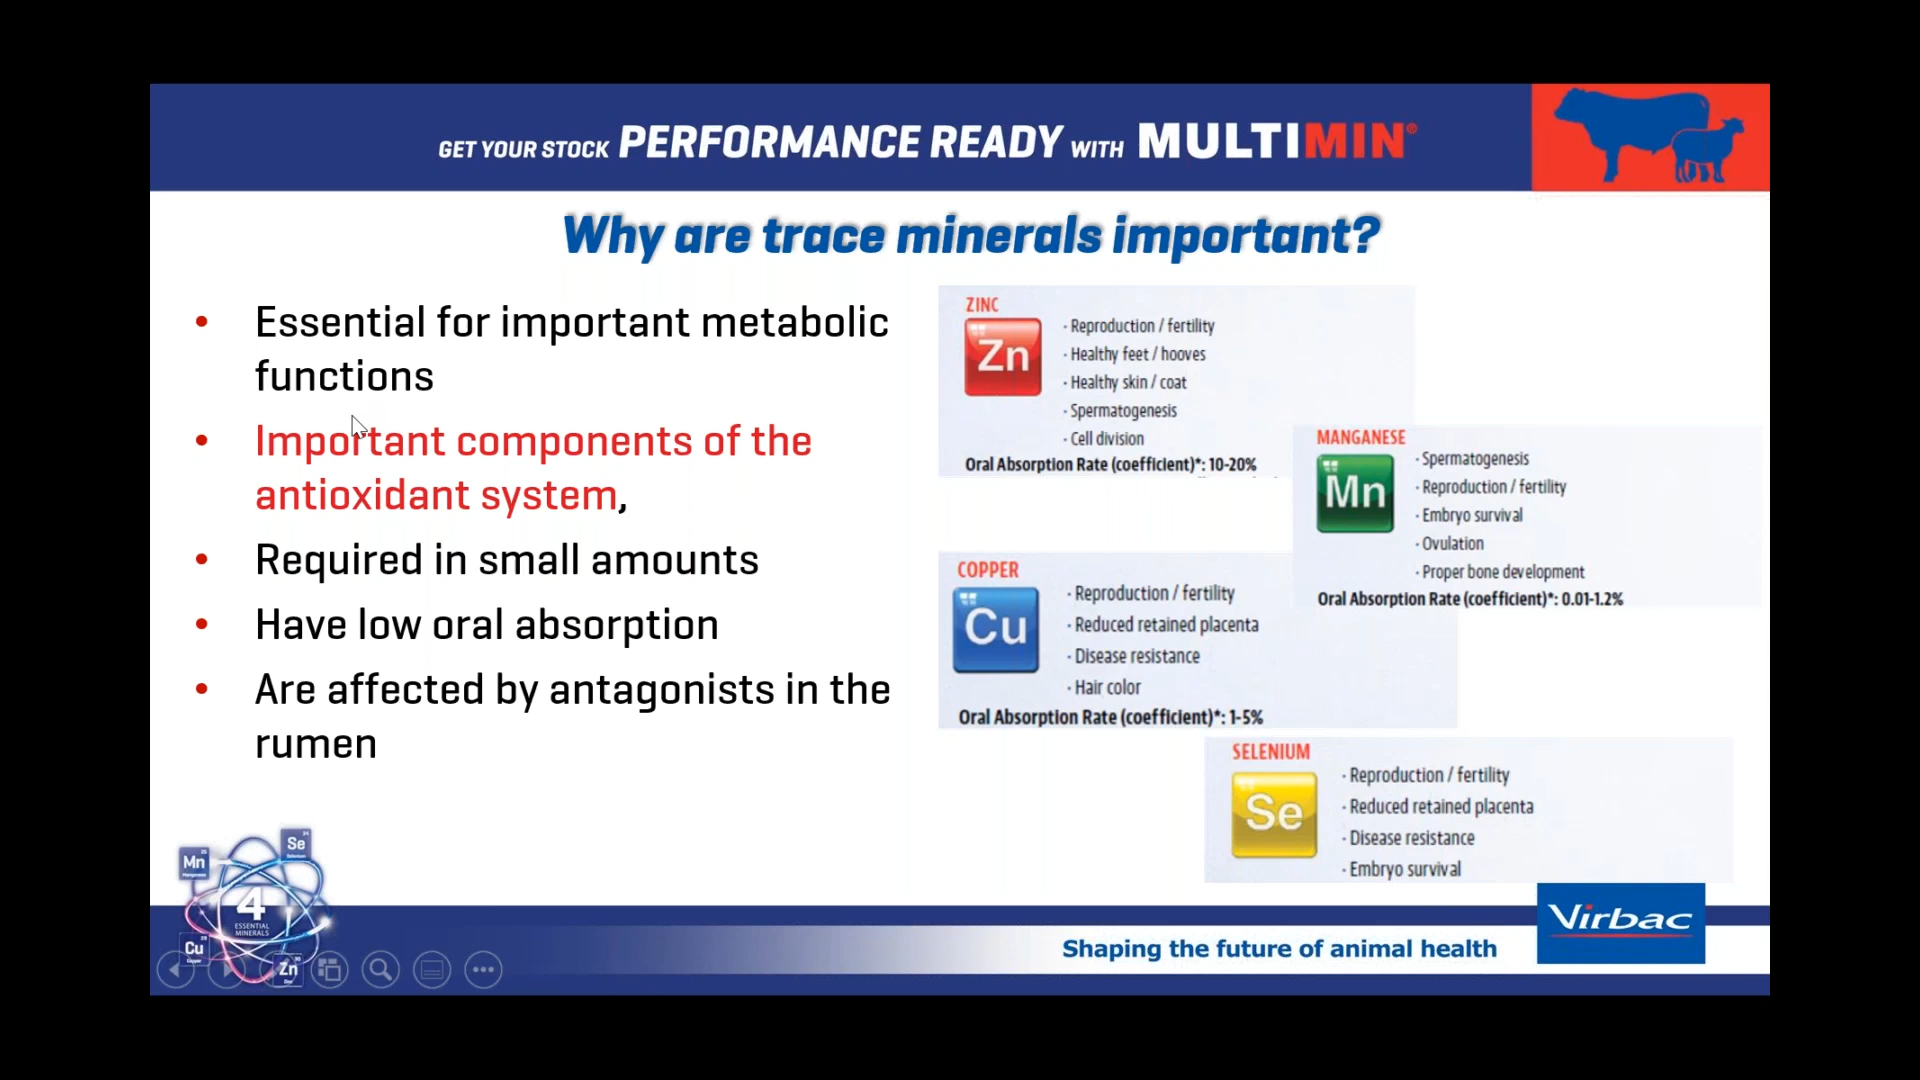 GET YOUR STOCK PERFORMANCE READY WITH MULTIMIN®
Why are trace minerals important?
• Essential for important metabolic
functions
• Important components of the
antioxidant system,
• Required in small amounts
• Have low oral absorption
• Are affected by antagonists in the
rumen
ZINC
Zn
· Reproduction / fertility
· Healthy feet / hooves
· Healthy skin / coat
· Spermatogenesis
· Cell division
Oral Absorption Rate (coefficient)*: 10-20%
MANGANESE
Mn
· Spermatogenesis
· Reproduction / fertility
· Embryo survival
· Ovulation
· Proper bone development
Oral Absorption Rate (coefficient)*: 0.01-1.2%
COPPER
Cu
· Reproduction / fertility
· Reduced retained placenta
· Disease resistance
· Hair color
Oral Absorption Rate (coefficient)*: 1-5%
SELENIUM
Se
· Reproduction / fertility
· Reduced retained placenta
· Disease resistance
· Embryo survival
Se
Selenium
Mn
Manganese
4
ESSENTIAL
MINERALS
Cu
Copper
Zn
Zinc
Shaping the future of animal health
Virbac